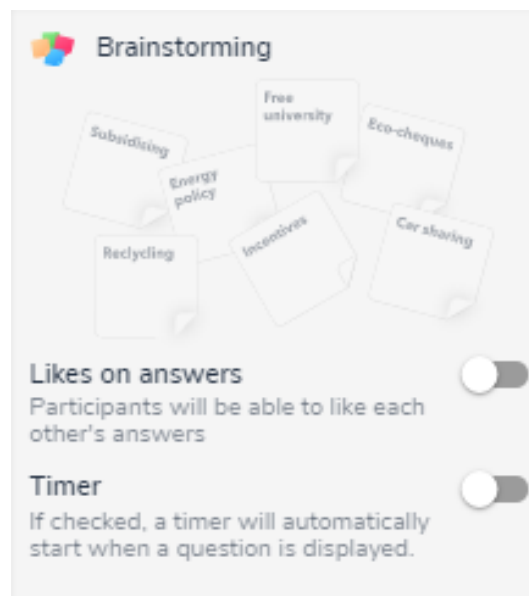 Brainstorming
Free
university
Subsidising
Eco-cheques
Energy
policy
Incentives
Car sharing
Reclycling
Likes on answers
Participants will be able to like each
other's answers
Timer
If checked, a timer will automatically
start when a question is displayed.